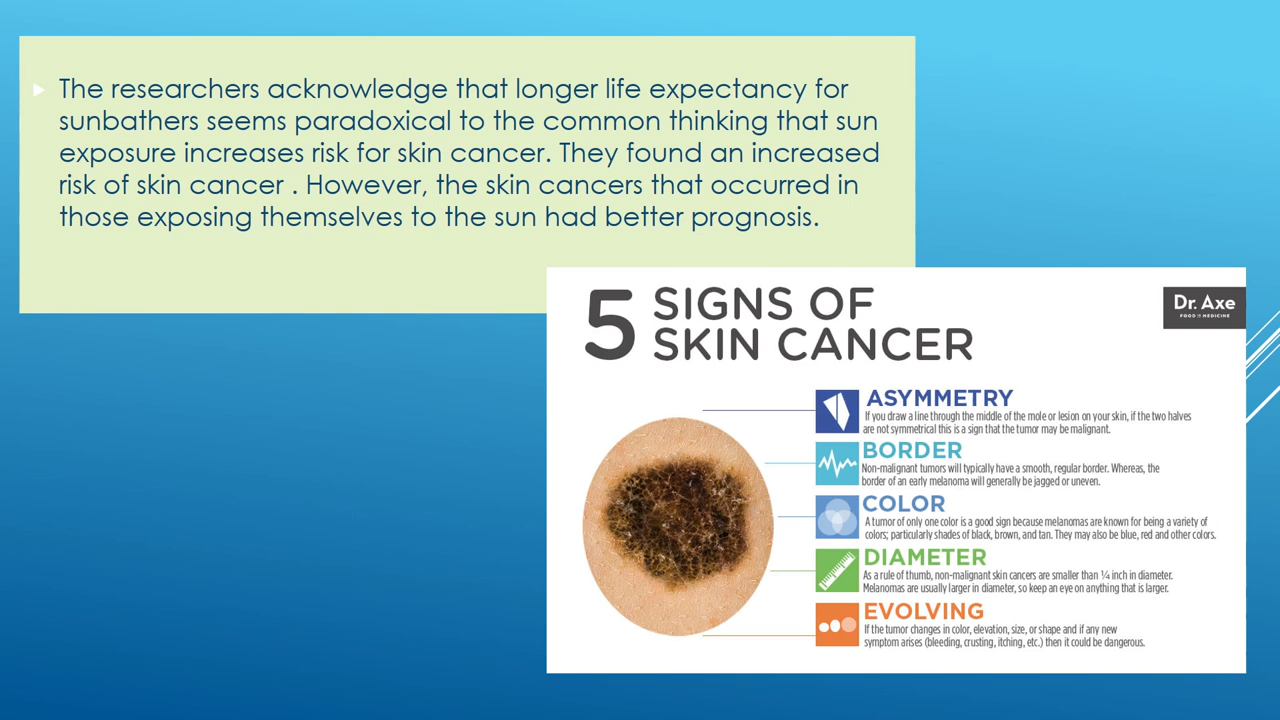 The researchers acknowledge that longer life expectancy for
sunbathers seems paradoxical to the common thinking that sun
exposure increases risk for skin cancer. They found an increased
risk of skin cancer . However, the skin cancers that occurred in
those exposing themselves to the sun had better prognosis.
5 SIGNS OF
SKIN CANCER
Dr. Axe
FOOD IS MEDICINE
ASYMMETRY
If you draw a line through the middle of the mole or lesion on your skin, if the two halves
are not symmetrical this is a sign that the tumor may be malignant.
BORDER
Non-malignant tumors will typically have a smooth, regular border. Whereas, the
border of an early melanoma will generally be jagged or uneven.
COLOR
A tumor of only one color is a good sign because melanomas are known for being a variety of
colors; particularly shades of black, brown, and tan. They may also be blue, red and other colors.
DIAMETER
As a rule of thumb, non-malignant skin cancers are smaller than ¼ inch in diameter.
Melanomas are usually larger in diameter, so keep an eye on anything that is larger.
EVOLVING
If the tumor changes in color, elevation, size, or shape and if any new
symptom arises (bleeding, crusting, itching, etc.) then it could be dangerous.